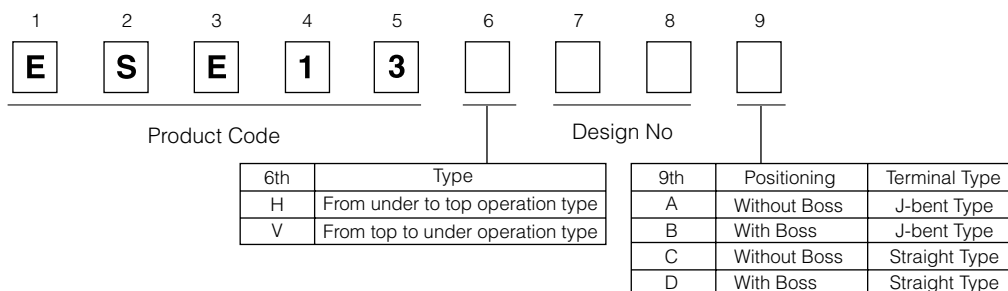 1 2 3 4 5 6 7 8 9
E S E 1 3
Product Code
Design No
6th Type
H From under to top operation type
V From top to under operation type
9th Positioning Terminal Type
A Without Boss J-bent Type
B With Boss J-bent Type
C Without Boss Straight Type
D With Boss Straight Type